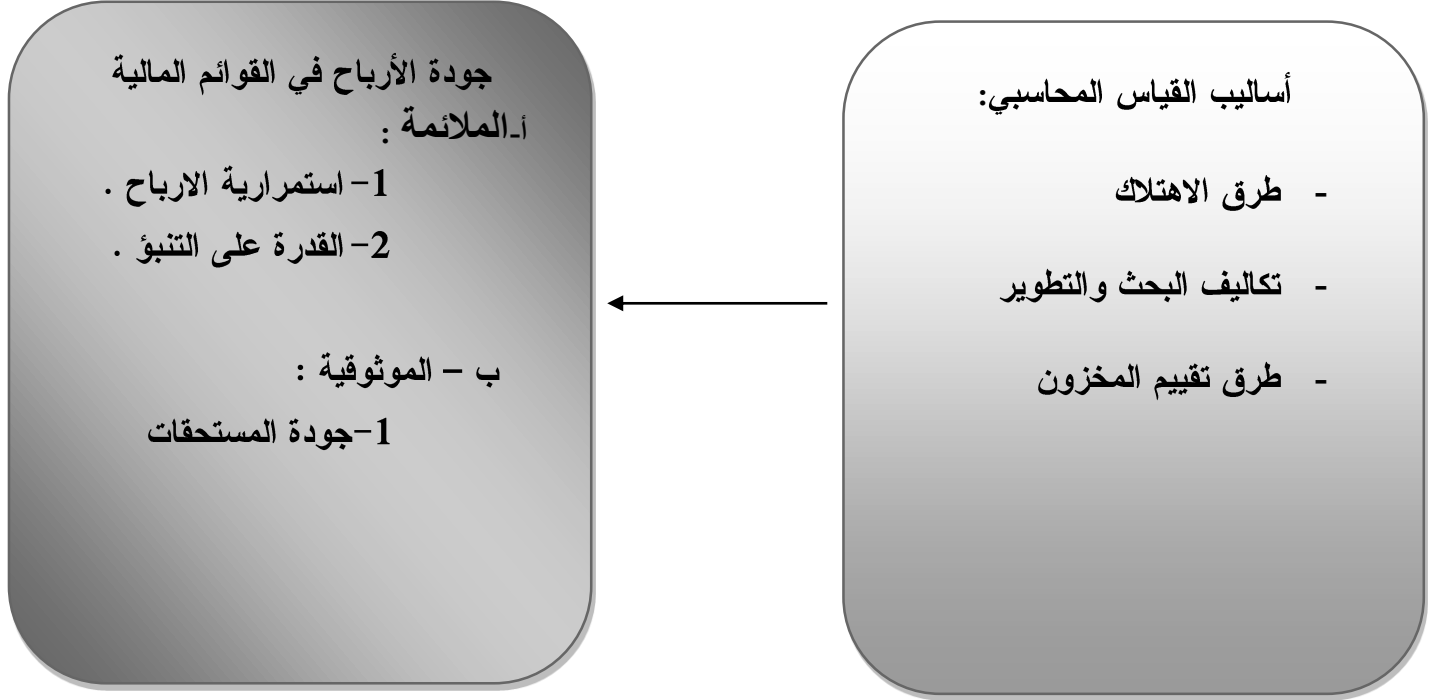 أساليب القياس المحاسبي:
- طرق الاهتلاك
- تكاليف البحث والتطوير
- طرق تقييم المخزون
جودة الأرباح في القوائم المالية
أ-الملائمة :
1- استمرارية الارباح .
2- القدرة على التنبؤ .
ب – الموثوقية :
1-جودة المستحقات